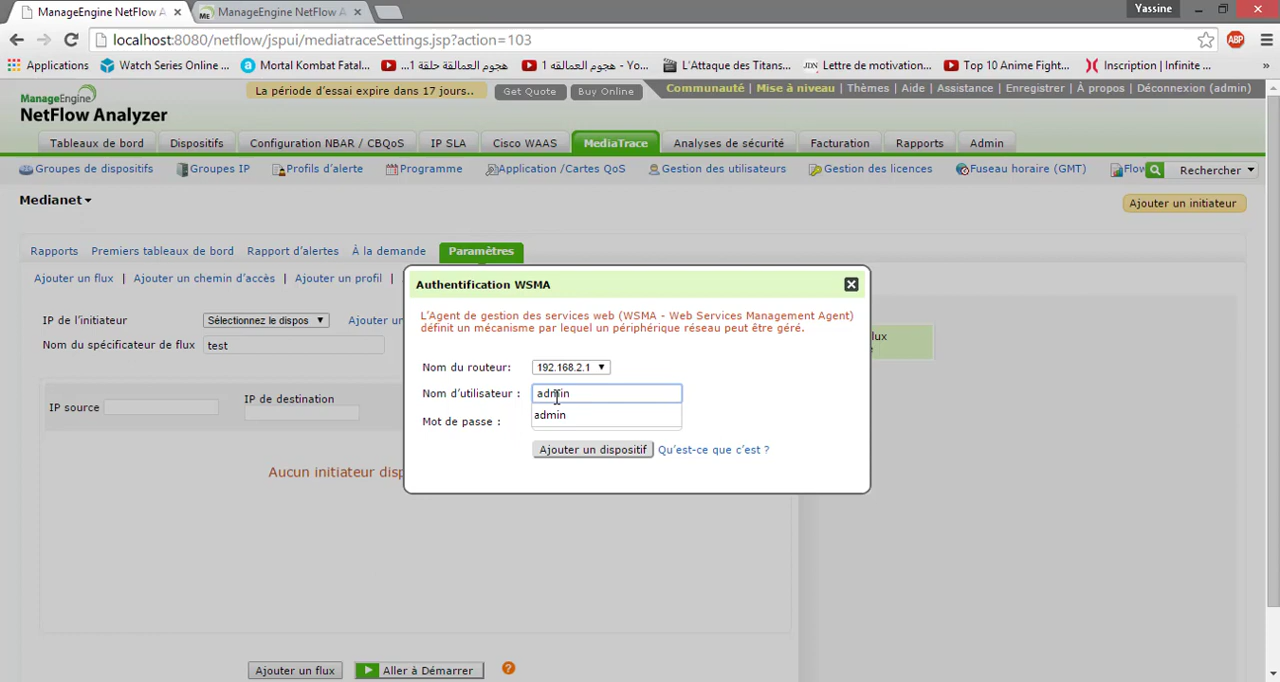 ManageEngine NetFlow A
ManageEngine NetFlow A
Yassine
localhost:8080/netflow/jspui/mediatraceSettings.jsp?action=103
ABP
Applications
Watch Series Online ...
Mortal Kombat Fatal...
هجوم العمالقة حلقة 1...
هجوم العمالقه 1 - Yo...
L'Attaque des Titans...
Lettre de motivation...
Top 10 Anime Fight...
Inscription | Infinite ...
»
ManageEngine
NetFlow Analyzer
La période d'essai expire dans 17 jours..
Get Quote
Buy Online
Communauté | Mise à niveau | Thèmes | Aide | Assistance | Enregistrer | À propos | Déconnexion (admin)
Tableaux de bord
Dispositifs
Configuration NBAR / CBQoS
IP SLA
Cisco WAAS
MediaTrace
Analyses de sécurité
Facturation
Rapports
Admin
Groupes de dispositifs
Groupes IP
Profils d'alerte
Programme
Application /Cartes QoS
Gestion des utilisateurs
Gestion des licences
Fuseau horaire (GMT)
Flow
Rechercher
Medianet
Ajouter un initiateur
Rapports
Premiers tableaux de bord
Rapport d'alertes
À la demande
Paramètres
Ajouter un flux | Ajouter un chemin d'accès | Ajouter un profil |
IP de l'initiateur
Sélectionnez le dispos
Ajouter un
Nom du spécificateur de flux
test
IP source
IP de destination
Aucun initiateur disp
lux
Authentification WSMA
L'Agent de gestion des services web (WSMA - Web Services Management Agent)
définit un mécanisme par lequel un périphérique réseau peut être géré.
Nom du routeur:
192.168.2.1
Nom d'utilisateur :
admin
admin
Mot de passe :
Ajouter un dispositif
Qu'est-ce que c'est ?
Ajouter un flux
Aller à Démarrer
?